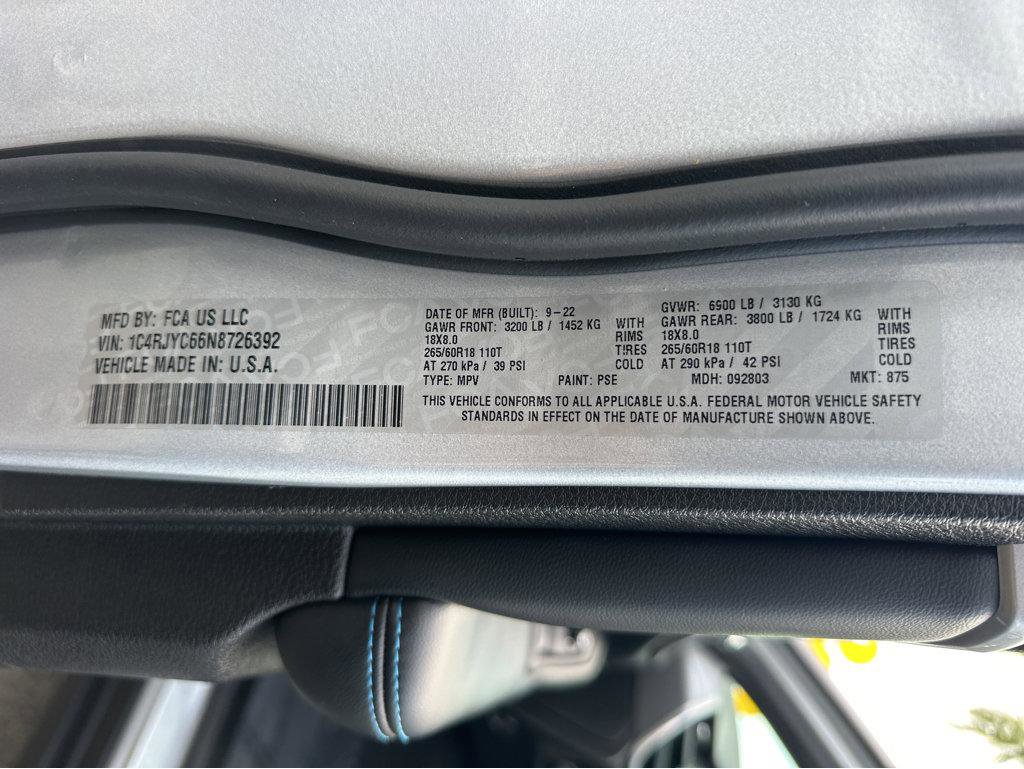 MFD BY: FCA US LLC
VIN: 1C4RJYC66N8726392
VEHICLE MADE IN: U.S.A.
DATE OF MFR (BUILT): 9-22
GAWR FRONT: 3200 LB / 1452 KG WITH
18X8.0 RIMS
265/60R18 110T TIRES
AT 270 kPa / 39 PSI COLD
GVWR: 6900 LB / 3130 KG
GAWR REAR: 3800 LB / 1724 KG WITH
18X8.0 RIMS
265/60R18 110T TIRES
AT 290 kPa / 42 PSI COLD
TYPE: MPV PAINT: PSE MDH: 092803 MKT: 875
THIS VEHICLE CONFORMS TO ALL APPLICABLE U.S.A. FEDERAL MOTOR VEHICLE SAFETY
STANDARDS IN EFFECT ON THE DATE OF MANUFACTURE SHOWN ABOVE.